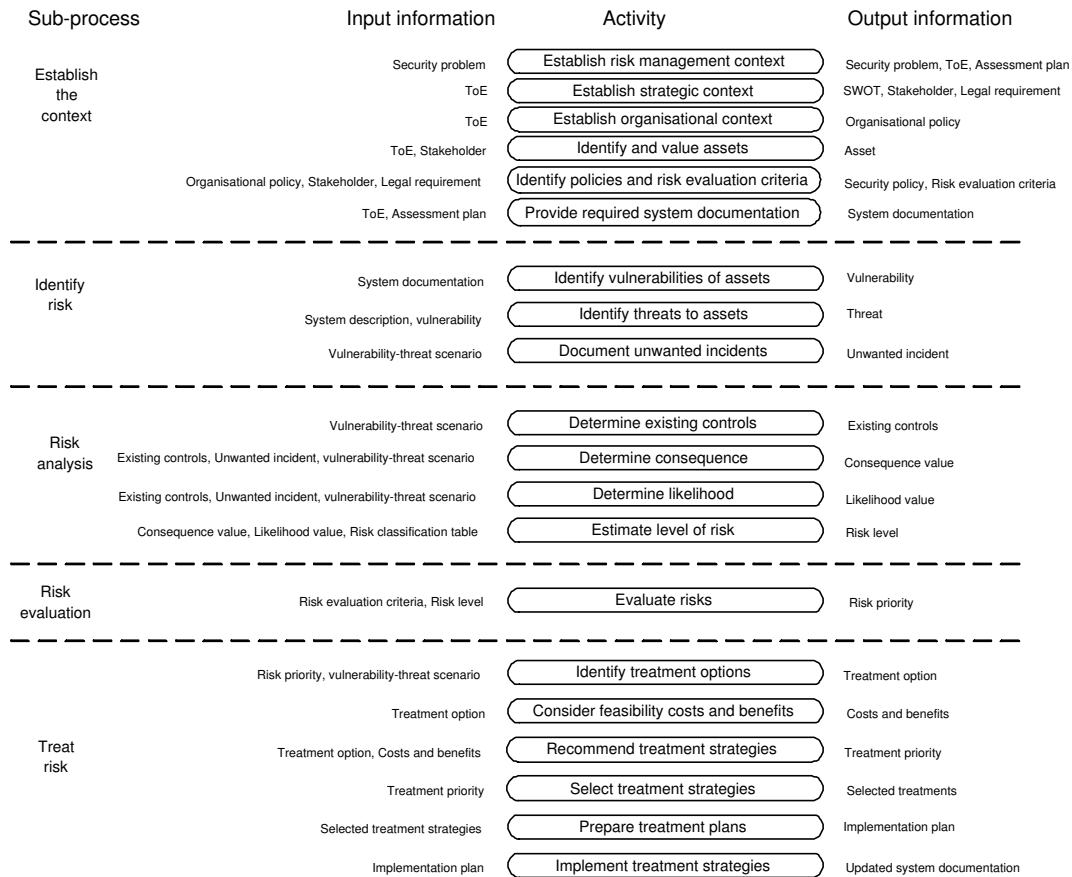 Sub-process Input information Activity Output information
Establish the context
Security problem Establish risk management context Security problem, ToE, Assessment plan
ToE Establish strategic context SWOT, Stakeholder, Legal requirement
ToE Establish organisational context Organisational policy
ToE, Stakeholder Identify and value assets Asset
Organisational policy, Stakeholder, Legal requirement Identify policies and risk evaluation criteria Security policy, Risk evaluation criteria
ToE, Assessment plan Provide required system documentation System documentation
Identify risk
System documentation Identify vulnerabilities of assets Vulnerability
System description, vulnerability Identify threats to assets Threat
Vulnerability-threat scenario Document unwanted incidents Unwanted incident
Risk analysis
Vulnerability-threat scenario Determine existing controls Existing controls
Existing controls, Unwanted incident, vulnerability-threat scenario Determine consequence Consequence value
Existing controls, Unwanted incident, vulnerability-threat scenario Determine likelihood Likelihood value
Consequence value, Likelihood value, Risk classification table Estimate level of risk Risk level
Risk evaluation
Risk evaluation criteria, Risk level Evaluate risks Risk priority
Treat risk
Risk priority, vulnerability-threat scenario Identify treatment options Treatment option
Treatment option Consider feasibility costs and benefits Costs and benefits
Treatment option, Costs and benefits Recommend treatment strategies Treatment priority
Treatment priority Select treatment strategies Selected treatments
Selected treatment strategies Prepare treatment plans Implementation plan
Implementation plan Implement treatment strategies Updated system documentation